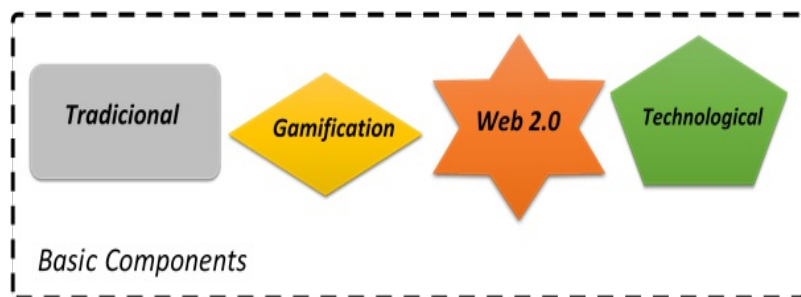 Tradicional
Gamification
Web 2.0
Technological
Basic Components